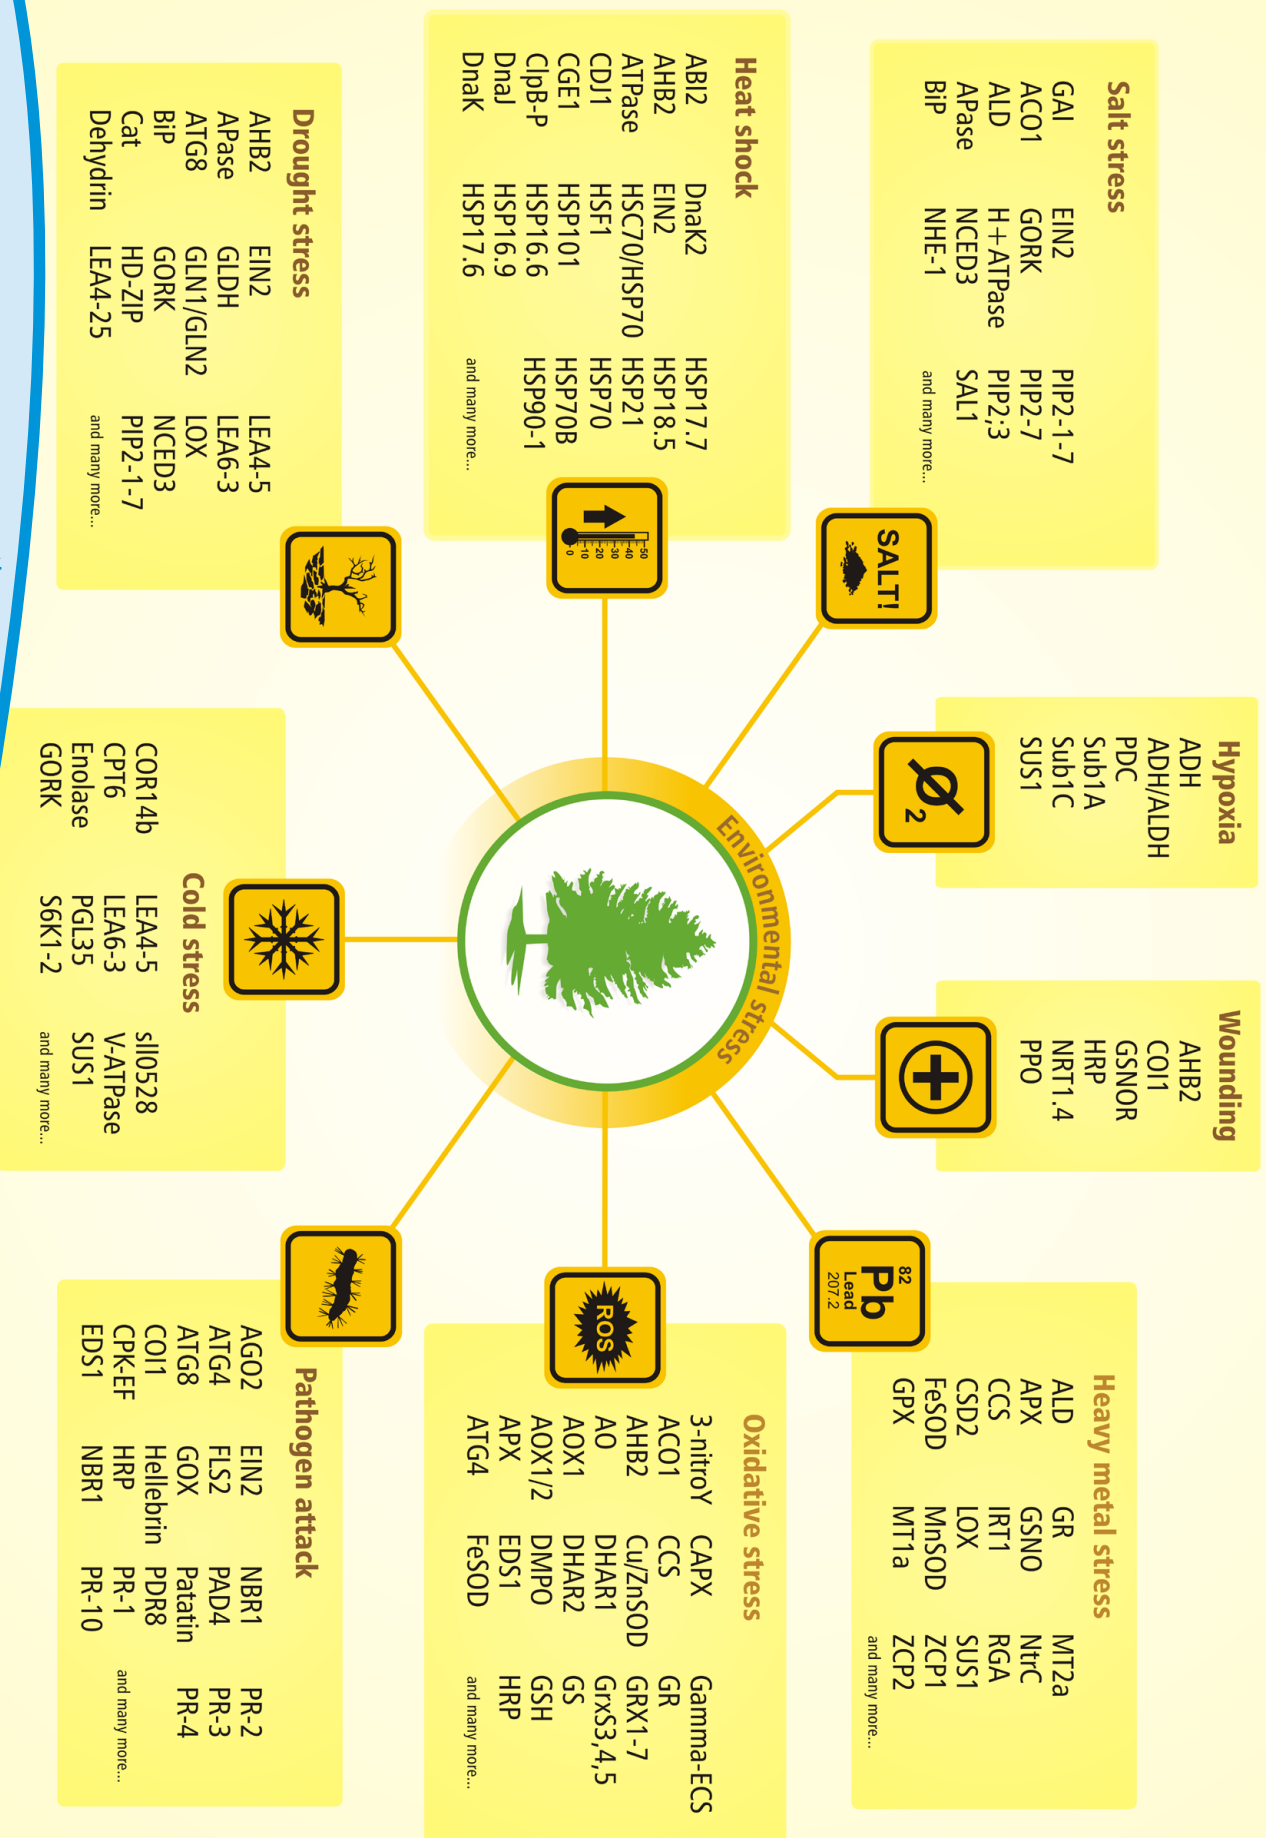 Salt stress
GAI
ACO1
ALD
APase
BiP
EIN2
GORK
H+ATPase
NCED3
NHE-1
PIP2-1-7
PIP2-7
PIP2;3
SAL1
and many more...
SALT!
Hypoxia
ADH
ADH/ALDH
PDC
Sub1A
Sub1C
SUS1
Ø2
Wounding
AHB2
COI1
GSNOR
HRP
NRT1.4
PPO
Heavy metal stress
ALD
APX
CCS
CSD2
FeSOD
GPX
GR
GSNO
IRT1
LOX
MnSOD
MT1a
MT2a
NtrC
RGA
SUS1
ZCP1
ZCP2
and many more...
82
Pb
Lead
207.2
Heat shock
ABI2
AHB2
ATPase
CDJ1
CGE1
ClpB-P
DnaJ
DnaK
DnaK2
EIN2
HSC70/HSP70
HSF1
HSP101
HSP16.6
HSP16.9
HSP17.6
HSP17.7
HSP18.5
HSP21
HSP70
HSP70B
HSP90-1
and many more...
50
40
30
20
10
0
Environmental stress
Oxidative stress
3-nitroY
ACO1
AHB2
AO
AOX1
AOX1/2
APX
ATG4
CAPX
CCS
Cu/ZnSOD
DHAR1
DHAR2
DMPO
EDS1
FeSOD
Gamma-ECS
GR
GRX1-7
GrxS3,4,5
GS
GSH
HRP
and many more...
ROS
Drought stress
AHB2
APase
ATG8
BiP
Cat
Dehydrin
EIN2
GLDH
GLN1/GLN2
GORK
HD-ZIP
LEA4-25
LEA4-5
LEA6-3
LOX
NCED3
PIP2-1-7
and many more...
Cold stress
COR14b
CPT6
Enolase
GORK
LEA4-5
LEA6-3
PGL35
S6K1-2
sll0528
V-ATPase
SUS1
and many more...
Pathogen attack
AGO2
ATG4
ATG8
COI1
CPK-EF
EDS1
EIN2
FLS2
GOX
Hellebrin
HRP
NBR1
NBR1
PAD4
Patatin
PDR8
PR-1
PR-10
PR-2
PR-3
PR-4
and many more...